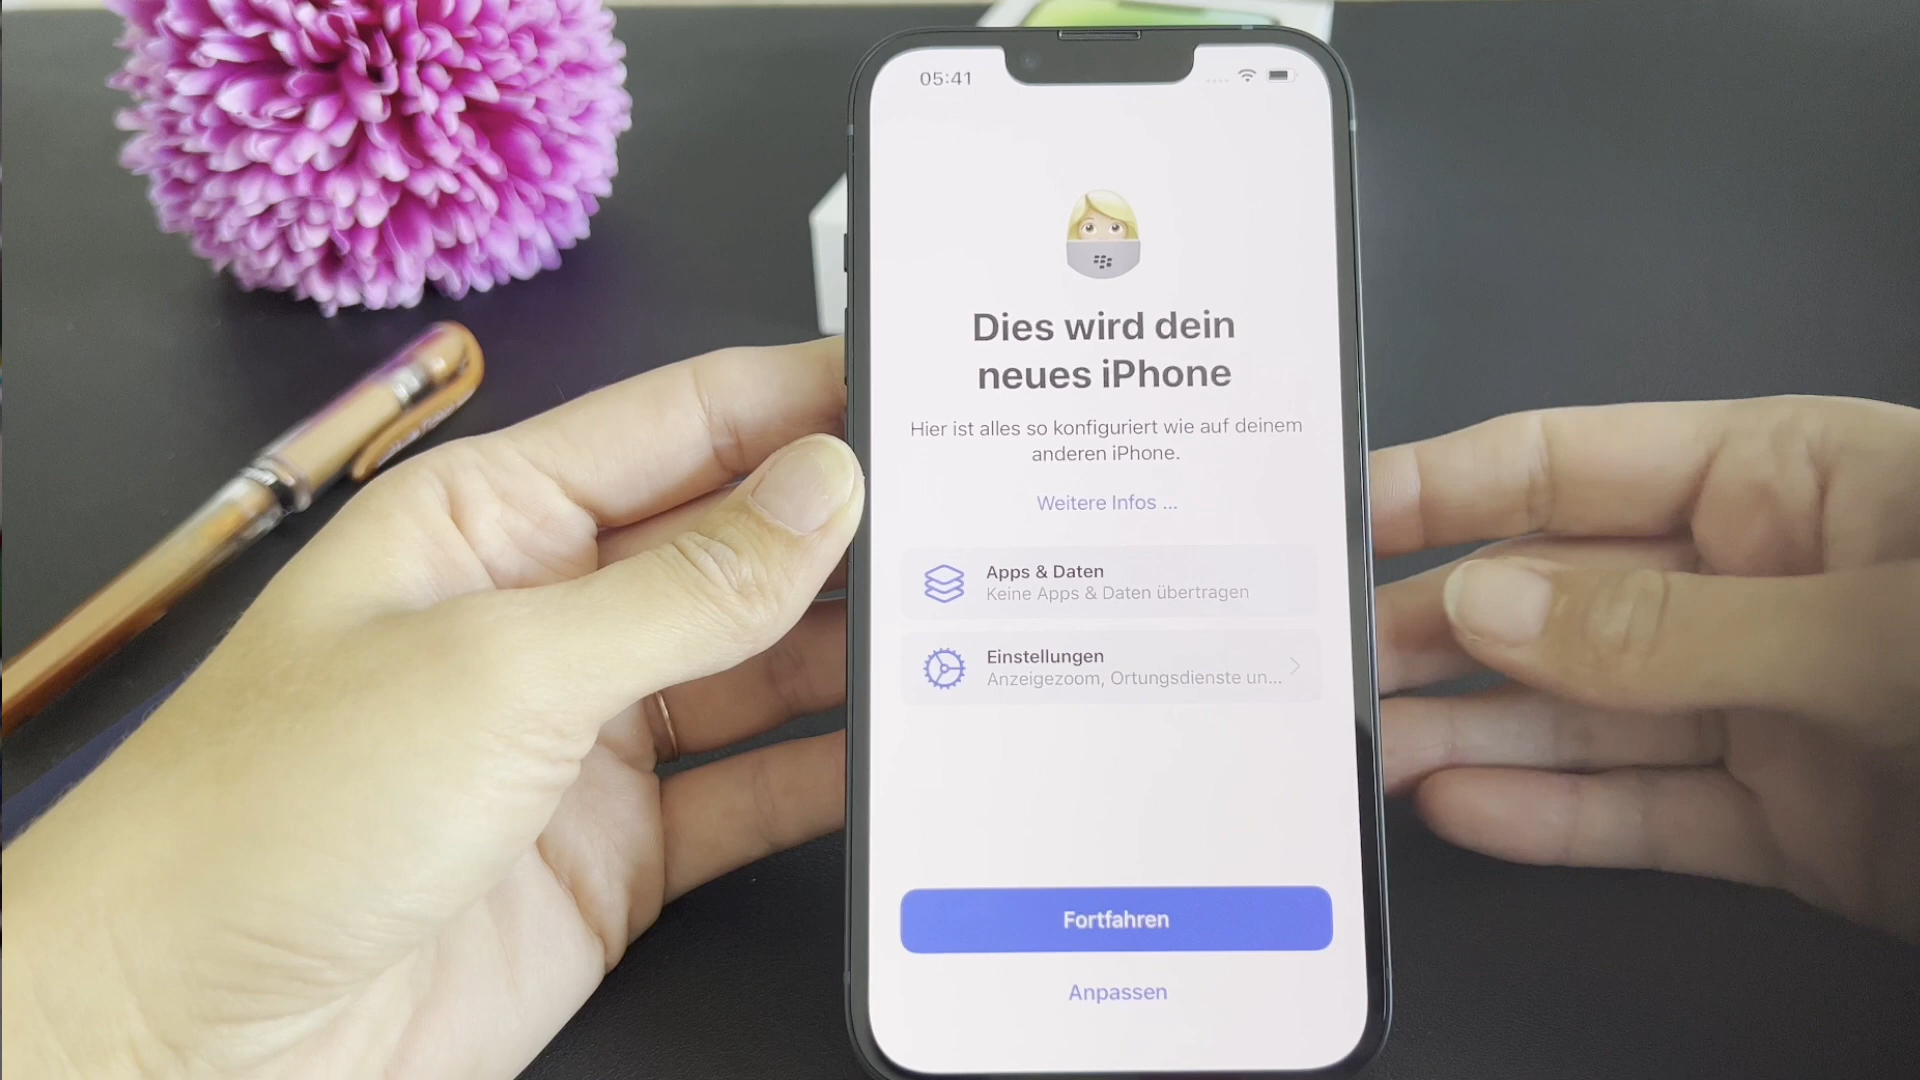 05:41
Dies wird dein
neues iPhone
Hier ist alles so konfiguriert wie auf deinem
anderen iPhone.
Weitere Infos ...
Apps & Daten
Keine Apps & Daten übertragen
Einstellungen
Anzeigezoom, Ortungsdienste un...
Fortfahren
Anpassen